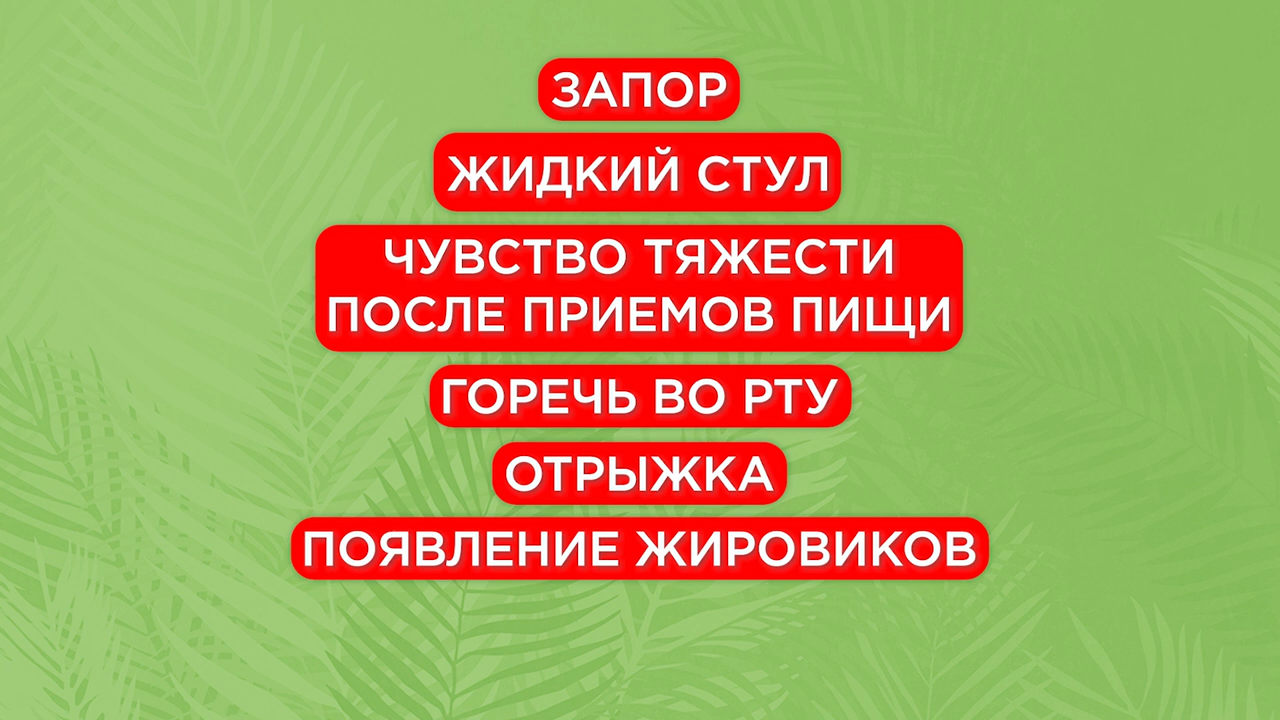 ЗАПОР
ЖИДКИЙ СТУЛ
ЧУВСТВО ТЯЖЕСТИ
ПОСЛЕ ПРИЕМОВ ПИЩИ
ГОРЕЧЬ ВО РТУ
ОТРЫЖКА
ПОЯВЛЕНИЕ ЖИРОВИКОВ